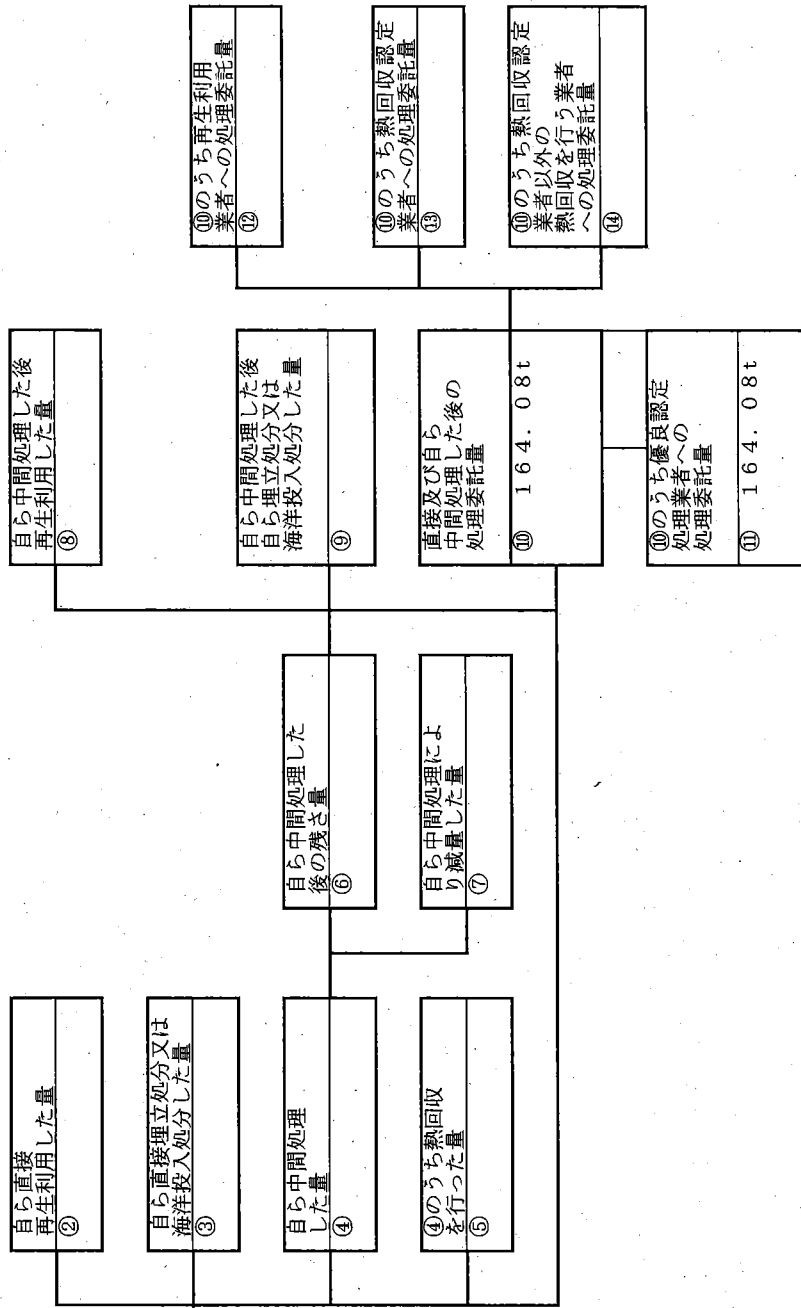 自ら直接
再生利用した量
②
自ら直接埋立処分又は
海洋投入処分した量
③
自ら中間処理
した量
④
④のうち熱回収
を行った量
⑤
自ら中間処理した
後の残さ量
⑥
自ら中間処理によ
り減量した量
⑦
自ら中間処理した後
再生利用した量
⑧
自ら中間処理した後
自ら埋立処分又は
海洋投入処分した量
⑨
直接及び自ら
中間処理した後の
処理委託量
⑩ 164.08t
⑩のうち優良認定
処理業者への
処理委託量
⑪ 164.08t
⑩のうち再生利用
業者への処理委託量
⑫
⑩のうち熱回収認定
業者への処理委託量
⑬
⑩のうち熱回収認定
業者以外の
熱回収を行う業者
への処理委託量
⑭